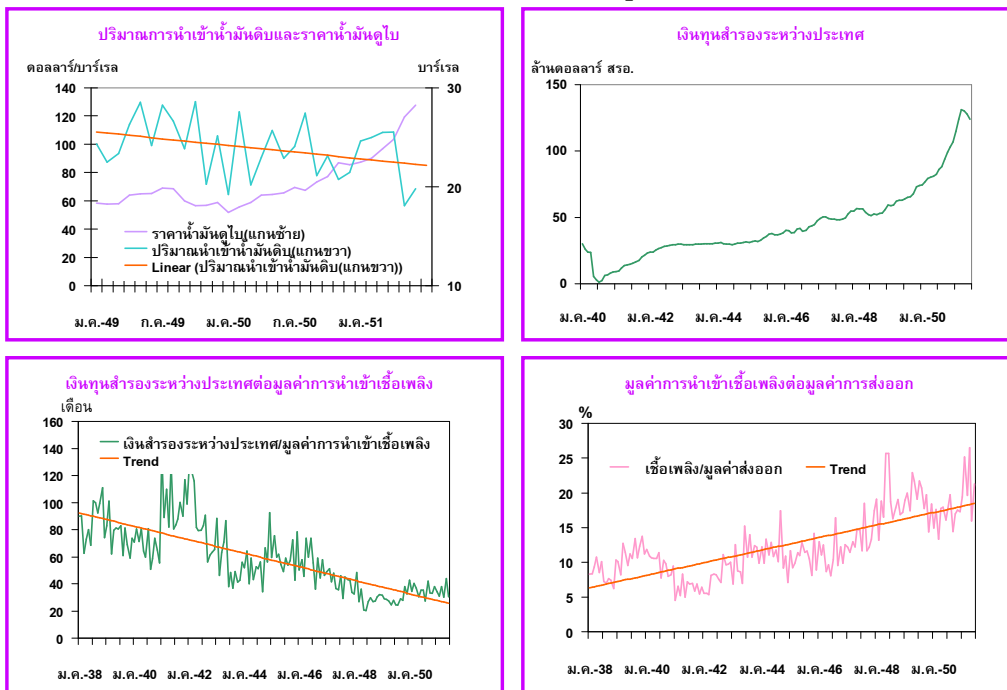 ปริมาณการนำเข้าน้ำมันดิบและราคาน้ำมันดูไบ
ดอลลาร์/บาร์เรล
บาร์เรล
140
120
100
80
60
40
20
0
30
20
10
ราคาน้ำมันดูไบ(แกนซ้าย)
ปริมาณนำเข้าน้ำมันดิบ(แกนขวา)
Linear (ปริมาณนำเข้าน้ำมันดิบ(แกนขวา))
ม.ค.-49 ก.ค.-49 ม.ค.-50 ก.ค.-50 ม.ค.-51
เงินทุนสำรองระหว่างประเทศ
ล้านดอลลาร์ สรอ.
150
100
50
0
ม.ค.-40 ม.ค.-42 ม.ค.-44 ม.ค.-46 ม.ค.-48 ม.ค.-50
เงินทุนสำรองระหว่างประเทศต่อมูลค่าการนำเข้าเชื้อเพลิง
เดือน
160
140
120
100
80
60
40
20
0
เงินสำรองระหว่างประเทศ/มูลค่าการนำเข้าเชื้อเพลิง
Trend
ม.ค.-38 ม.ค.-40 ม.ค.-42 ม.ค.-44 ม.ค.-46 ม.ค.-48 ม.ค.-50
มูลค่าการนำเข้าเชื้อเพลิงต่อมูลค่าการส่งออก
%
30
25
20
15
10
5
0
เชื้อเพลิง/มูลค่าส่งออก
Trend
ม.ค.-38 ม.ค.-40 ม.ค.-42 ม.ค.-44 ม.ค.-46 ม.ค.-48 ม.ค.-50